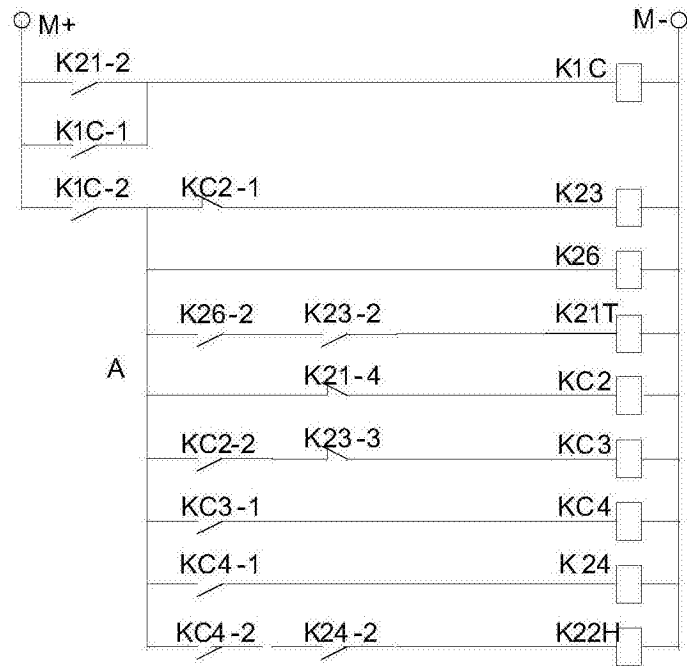 M+ M-
K21-2 K1C
K1C-1
K1C-2 KC2-1 K23
K26
K26-2 K23-2 K21T
A
K21-4 KC2
KC2-2 K23-3 KC3
KC3-1 KC4
KC4-1 K24
KC4-2 K24-2 K22H